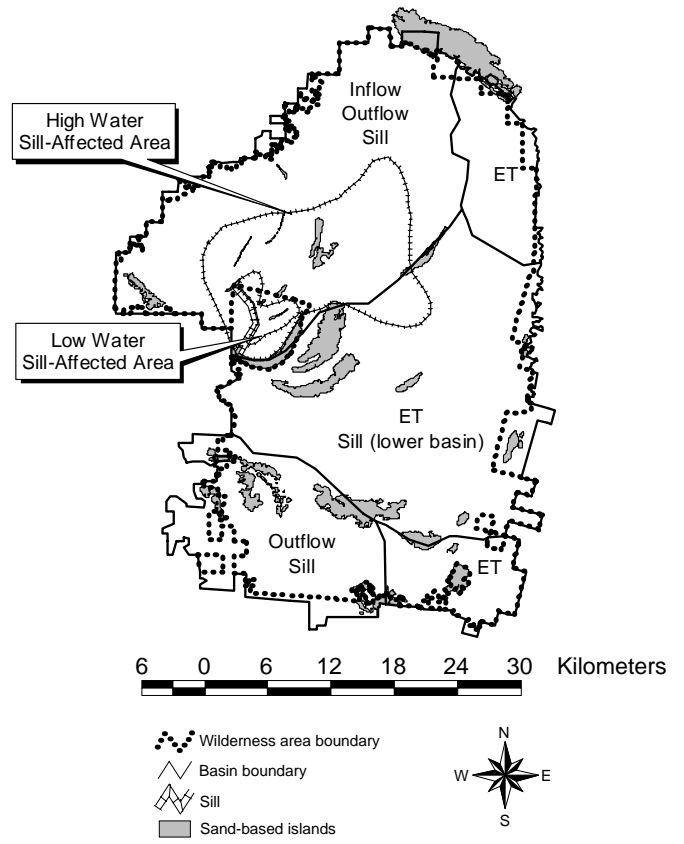 Inflow
Outflow
Sill
High Water
Sill-Affected Area
ET
Low Water
Sill-Affected Area
ET
Sill (lower basin)
Outflow
Sill
ET
6 0 6 12 18 24 30 Kilometers
Wilderness area boundary
Basin boundary
Sill
Sand-based islands
N
W E
S